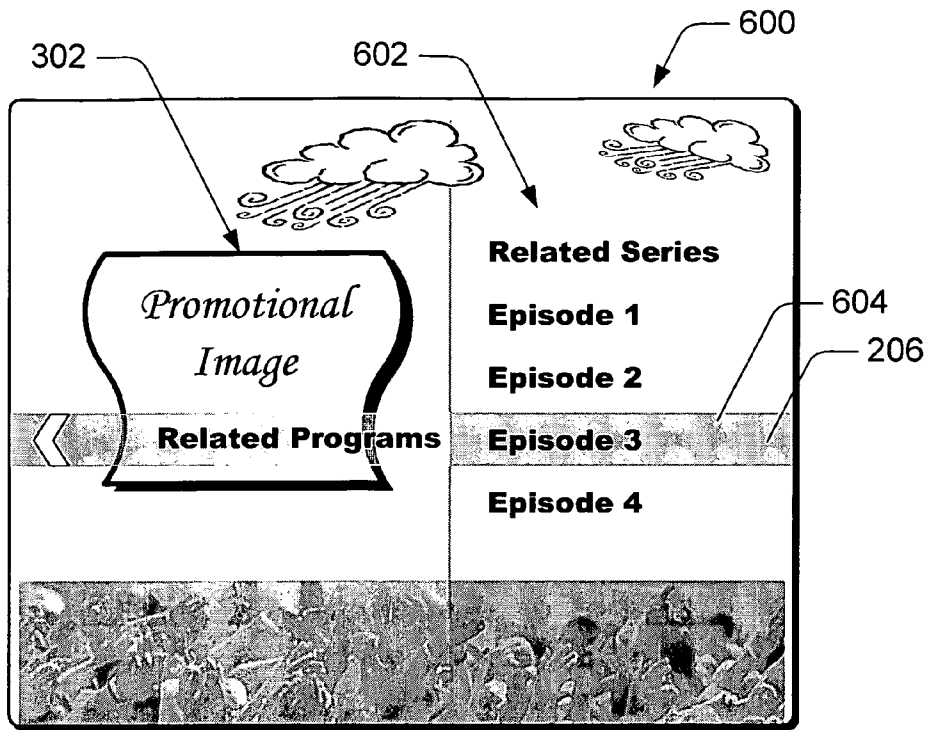 600
302
602
Related Series
Promotional
Image
Episode 1
604
206
Episode 2
Related Programs
Episode 3
Episode 4